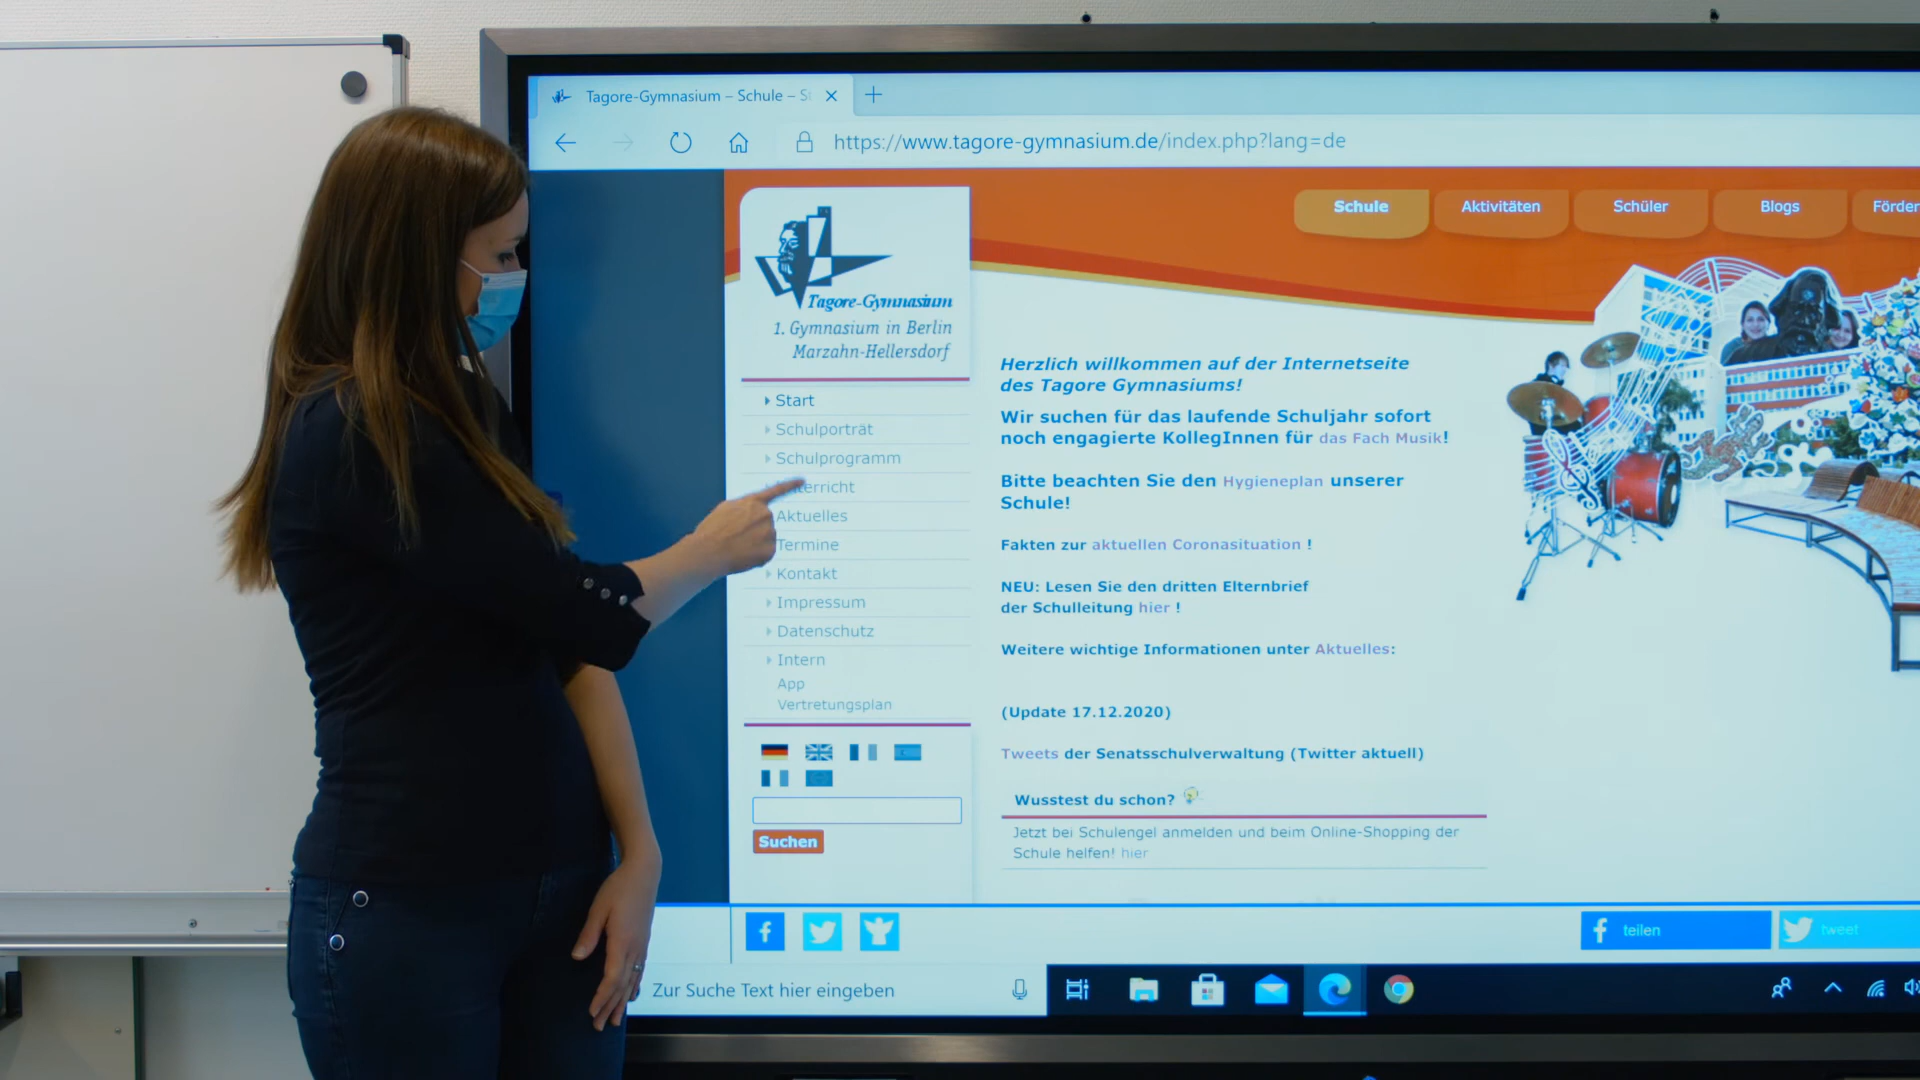 Tagore-Gymnasium – Schule –
https://www.tagore-gymnasium.de/index.php?lang=de
Schule
Aktivitäten
Schüler
Blogs
Förder
Tagore-Gymnasium
1. Gymnasium in Berlin
Marzahn-Hellersdorf
Start
Schulporträt
Schulprogramm
Aktuelles
Termine
Kontakt
Impressum
Datenschutz
Intern
App
Vertretungsplan
Suchen
Herzlich willkommen auf der Internetseite
des Tagore Gymnasiums!
Wir suchen für das laufende Schuljahr sofort
noch engagierte KollegInnen für das Fach Musik!
Bitte beachten Sie den Hygieneplan unserer
Schule!
Fakten zur aktuellen Coronasituation !
NEU: Lesen Sie den dritten Elternbrief
der Schulleitung hier !
Weitere wichtige Informationen unter Aktuelles:
(Update 17.12.2020)
Tweets der Senatsschulverwaltung (Twitter aktuell)
Wusstest du schon?
Jetzt bei Schulengel anmelden und beim Online-Shopping der
Schule helfen! hier
teilen
tweet
Zur Suche Text hier eingeben